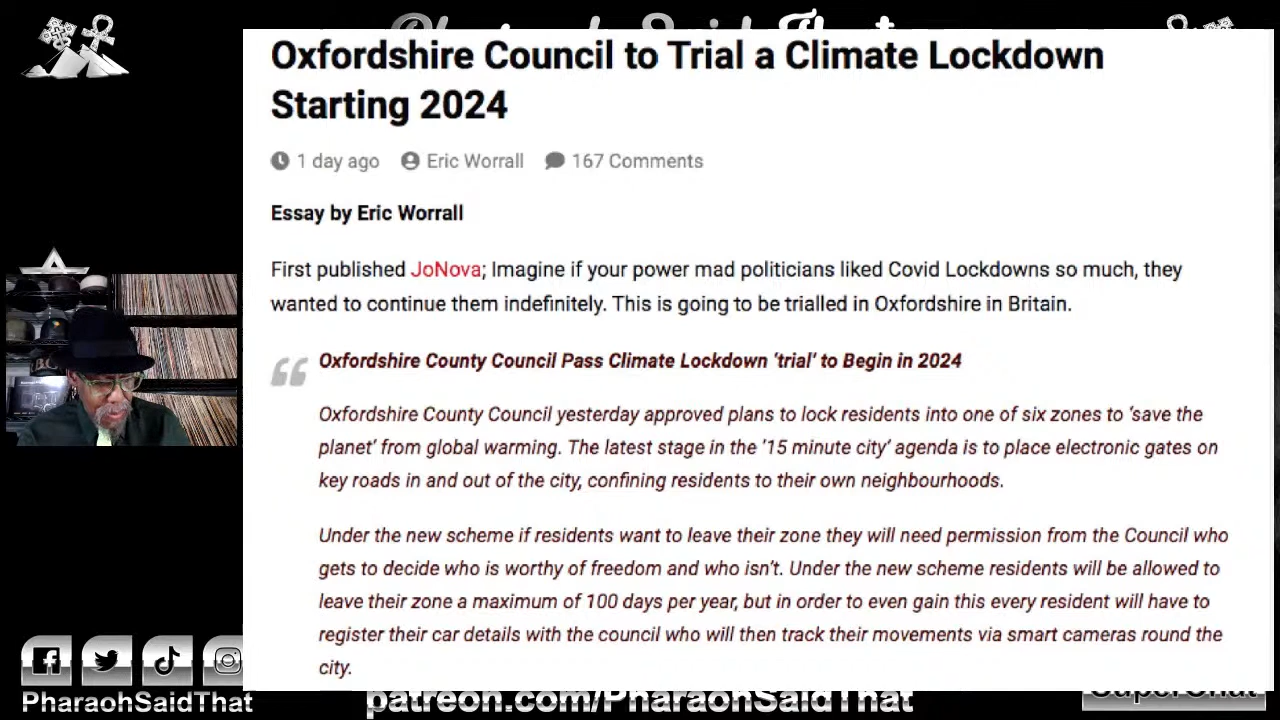 Oxfordshire Council to Trial a Climate Lockdown
Starting 2024
1 day ago Eric Worrall 167 Comments
Essay by Eric Worrall
First published JoNova; Imagine if your power mad politicians liked Covid Lockdowns so much, they
wanted to continue them indefinitely. This is going to be trialled in Oxfordshire in Britain.
Oxfordshire County Council Pass Climate Lockdown 'trial' to Begin in 2024
Oxfordshire County Council yesterday approved plans to lock residents into one of six zones to 'save the
planet' from global warming. The latest stage in the '15 minute city' agenda is to place electronic gates on
key roads in and out of the city, confining residents to their own neighbourhoods.
Under the new scheme if residents want to leave their zone they will need permission from the Council who
gets to decide who is worthy of freedom and who isn't. Under the new scheme residents will be allowed to
leave their zone a maximum of 100 days per year, but in order to even gain this every resident will have to
register their car details with the council who will then track their movements via smart cameras round the
city.
PharaohSaidThat
patreon.com/PharaohSaidThat
SuperChat